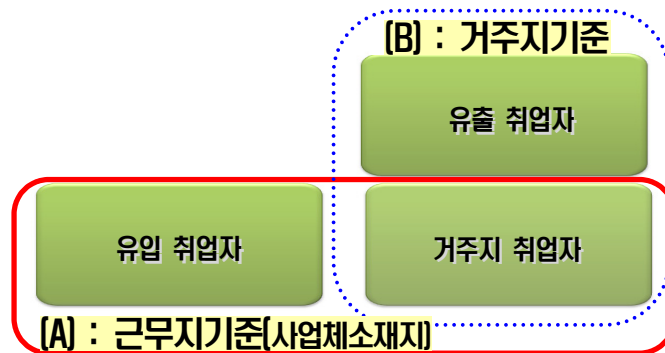 (B) : 거주지기준
유출 취업자
유입 취업자
거주지 취업자
(A) : 근무지기준(사업체소재지)